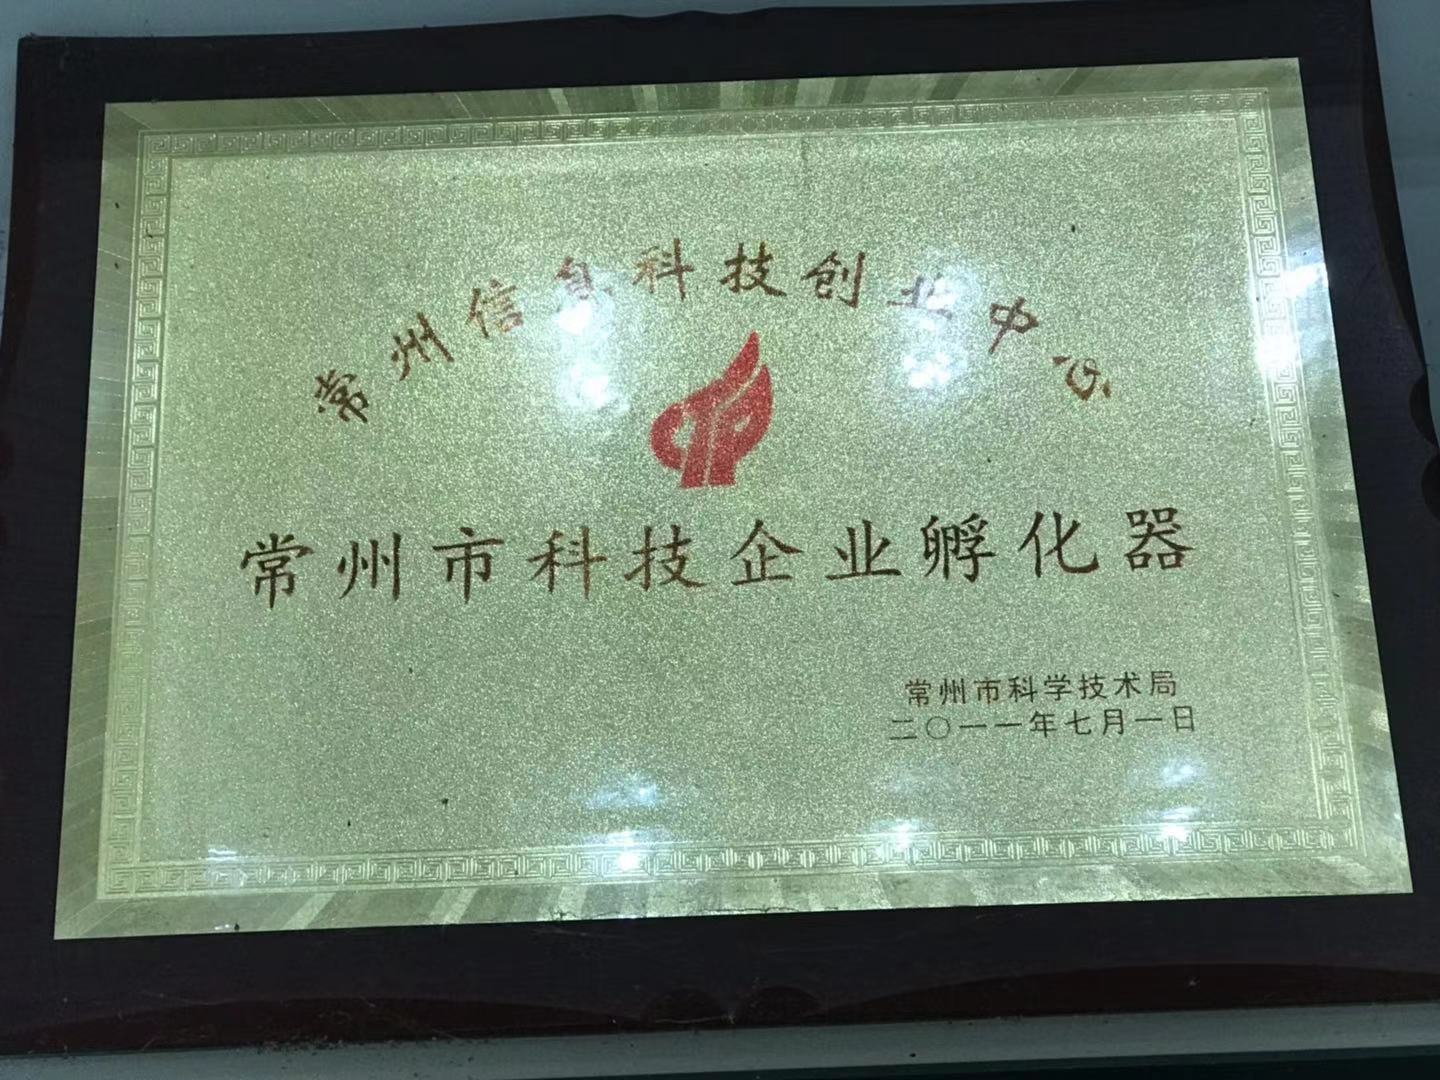 常州信息科技创业中心
常州市科技企业孵化器
常州市科学技术局
二〇一一年七月一日